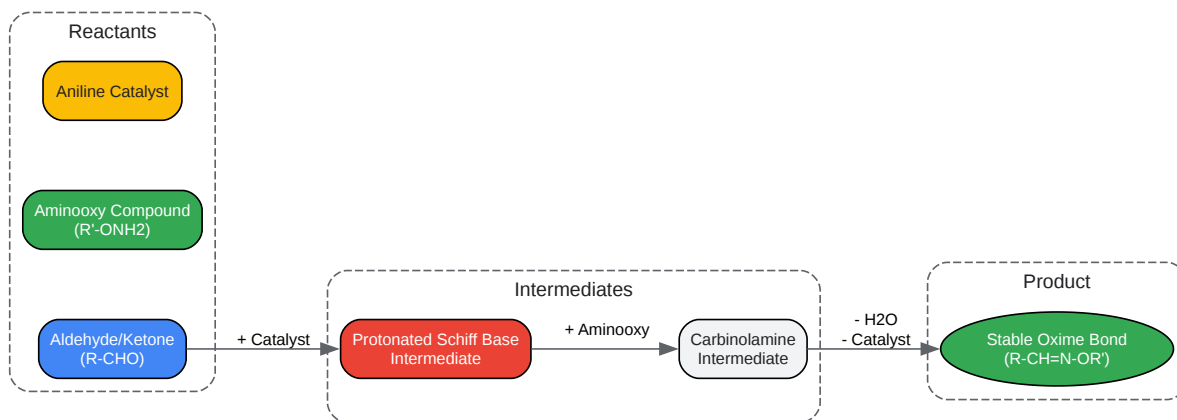 Reactants
Aniline Catalyst
Aminooxy Compound
(R'-ONH2)
Aldehyde/Ketone
(R-CHO)
+ Catalyst
Intermediates
Protonated Schiff Base
Intermediate
+ Aminooxy
Carbinolamine
Intermediate
- H2O
- Catalyst
Product
Stable Oxime Bond
(R-CH=N-OR')